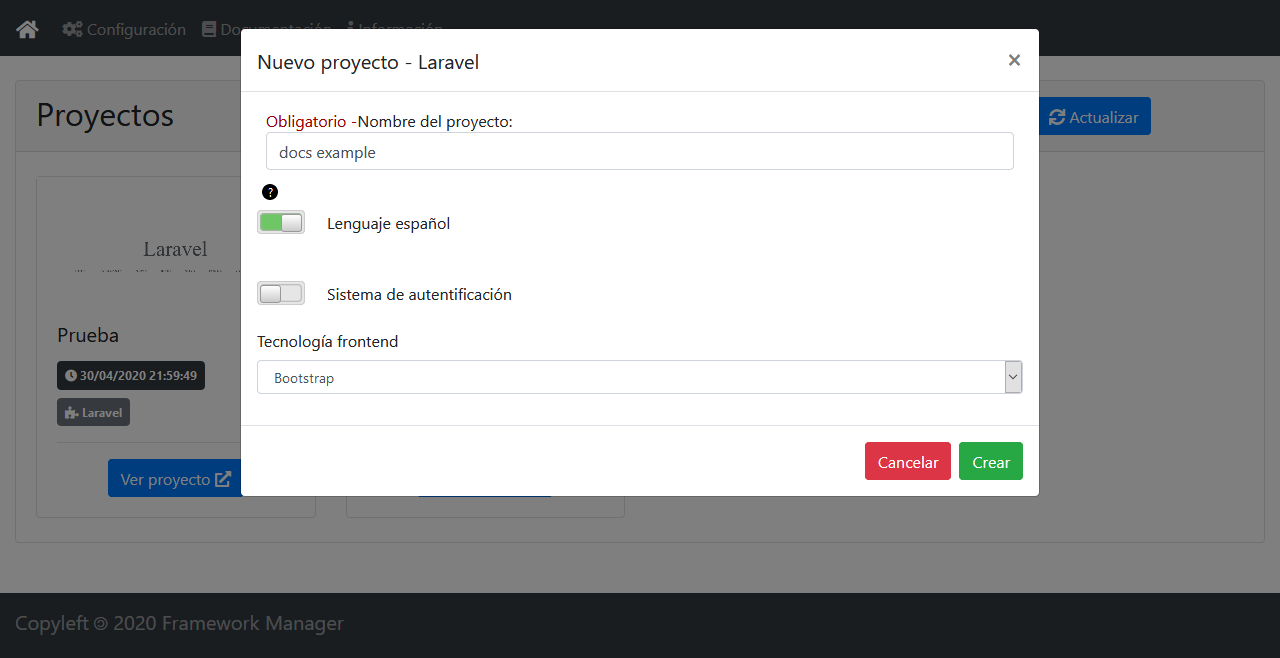 Configuración Documentación Información
Nuevo proyecto - Laravel ×
Proyectos
Actualizar
Obligatorio -Nombre del proyecto:
docs example
?
Lenguaje español
Laravel
Sistema de autentificación
Prueba
Tecnología frontend
30/04/2020 21:59:49
Bootstrap
Laravel
Cancelar Crear
Ver proyecto
Copyleft 🄯 2020 Framework Manager